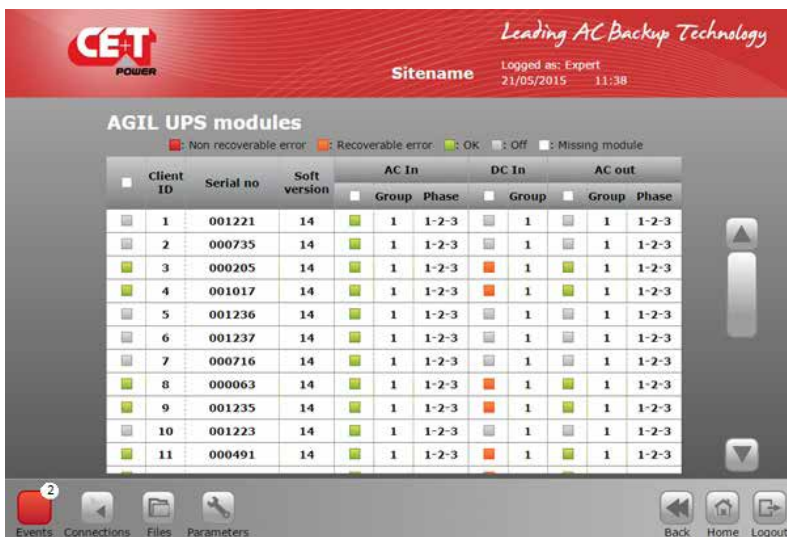 CE+T
POWER
Leading AC Backup Technology
Sitename
Logged as: Expert
21/05/2015 11:38
AGIL UPS modules
: Non recoverable error : Recoverable error : OK : Off : Missing module
Client ID Serial no Soft version AC In DC In AC out
Group Phase Group Group Phase
1 001221 14 1 1-2-3 1 1 1-2-3
2 000735 14 1 1-2-3 1 1 1-2-3
3 000205 14 1 1-2-3 1 1 1-2-3
4 001017 14 1 1-2-3 1 1 1-2-3
5 001236 14 1 1-2-3 1 1 1-2-3
6 001237 14 1 1-2-3 1 1 1-2-3
7 000716 14 1 1-2-3 1 1 1-2-3
8 000063 14 1 1-2-3 1 1 1-2-3
9 001235 14 1 1-2-3 1 1 1-2-3
10 001223 14 1 1-2-3 1 1 1-2-3
11 000491 14 1 1-2-3 1 1 1-2-3
2
Events Connections Files Parameters Back Home Logout